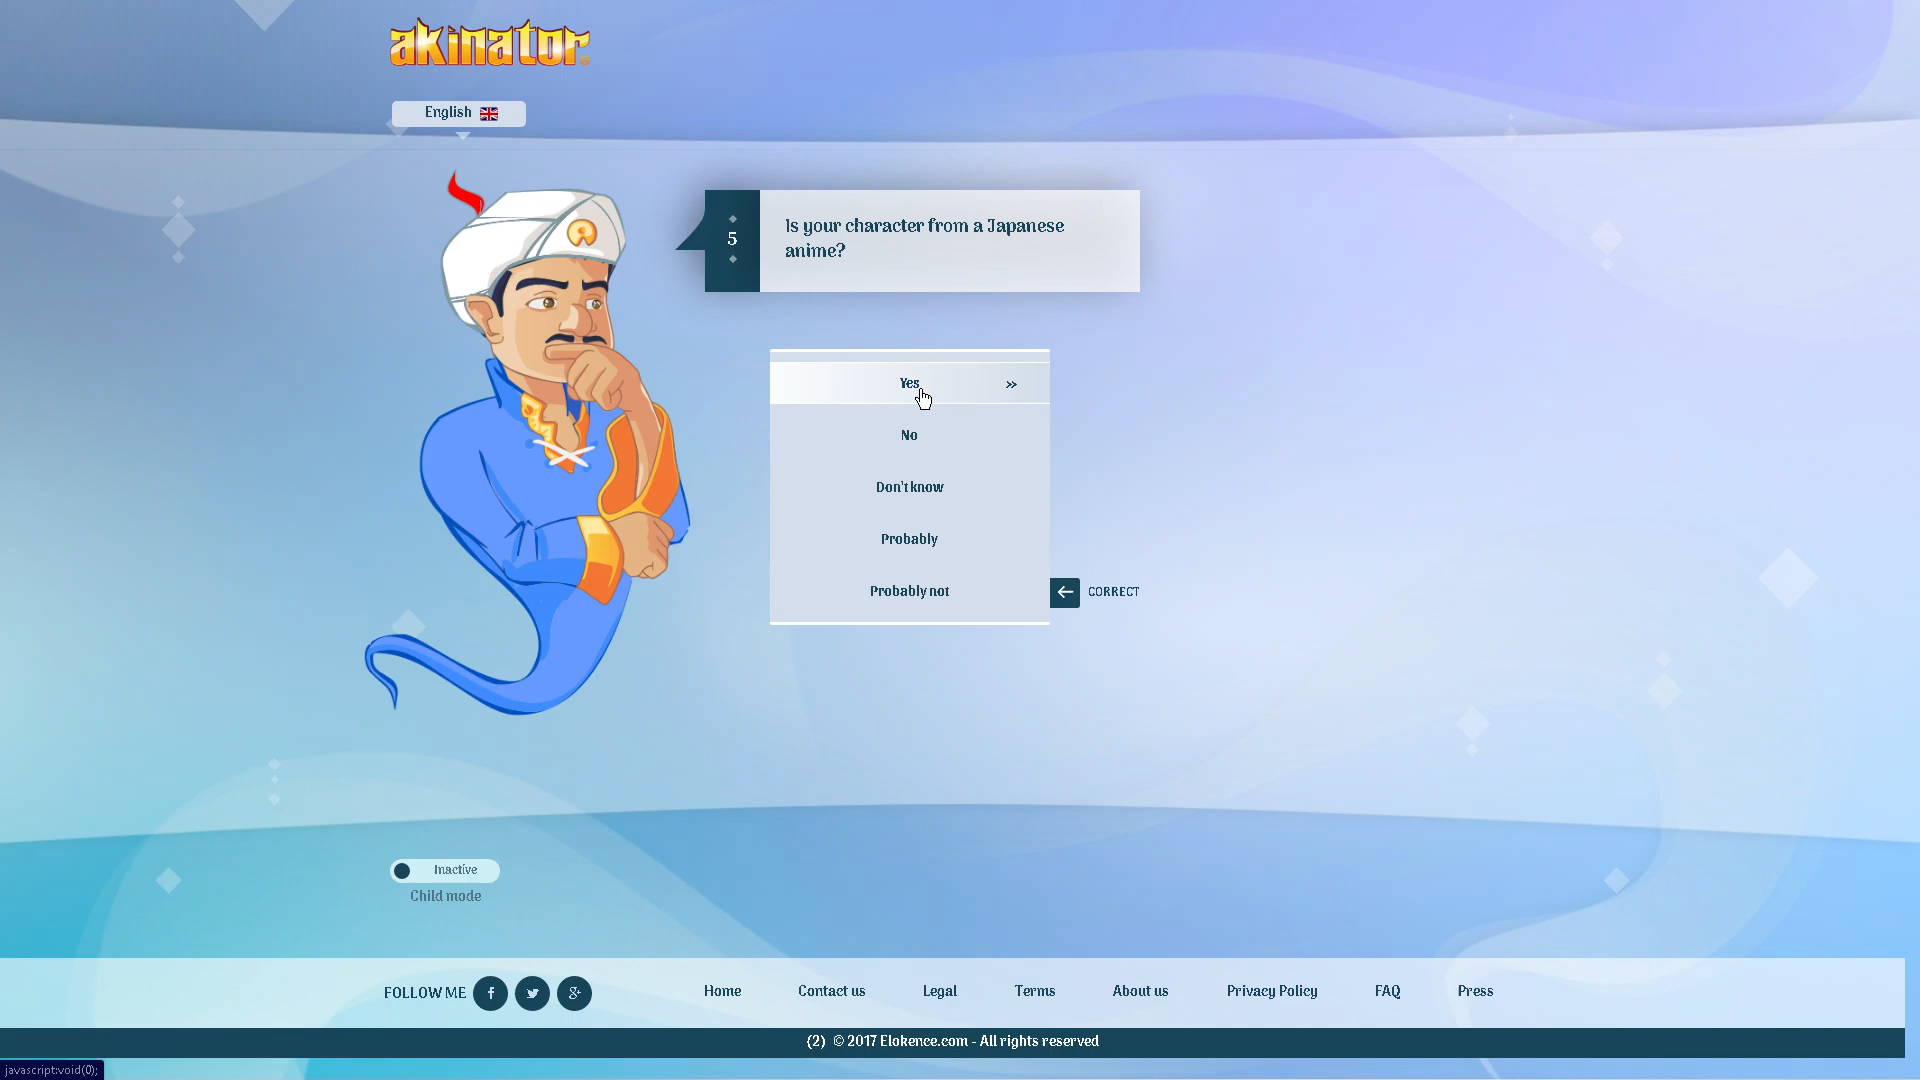 akinator
English
5
Is your character from a Japanese
anime?
Yes »
No
Don't know
Probably
Probably not
CORRECT
Inactive
Child mode
FOLLOW ME
Home
Contact us
Legal
Terms
About us
Privacy Policy
FAQ
Press
(2) © 2017 Elokence.com - All rights reserved
javascript:void(0);